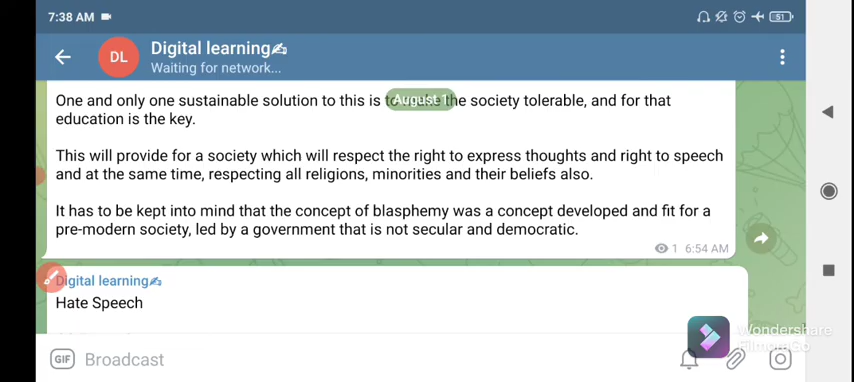 7:38 AM
51
DL
Digital learning✍
Waiting for network...
August 1
One and only one sustainable solution to this is to make the society tolerable, and for that
education is the key.
This will provide for a society which will respect the right to express thoughts and right to speech
and at the same time, respecting all religions, minorities and their beliefs also.
It has to be kept into mind that the concept of blasphemy was a concept developed and fit for a
pre-modern society, led by a government that is not secular and democratic.
1 6:54 AM
Digital learning✍
Hate Speech
GIF Broadcast
Wondershare
FilmoraGo